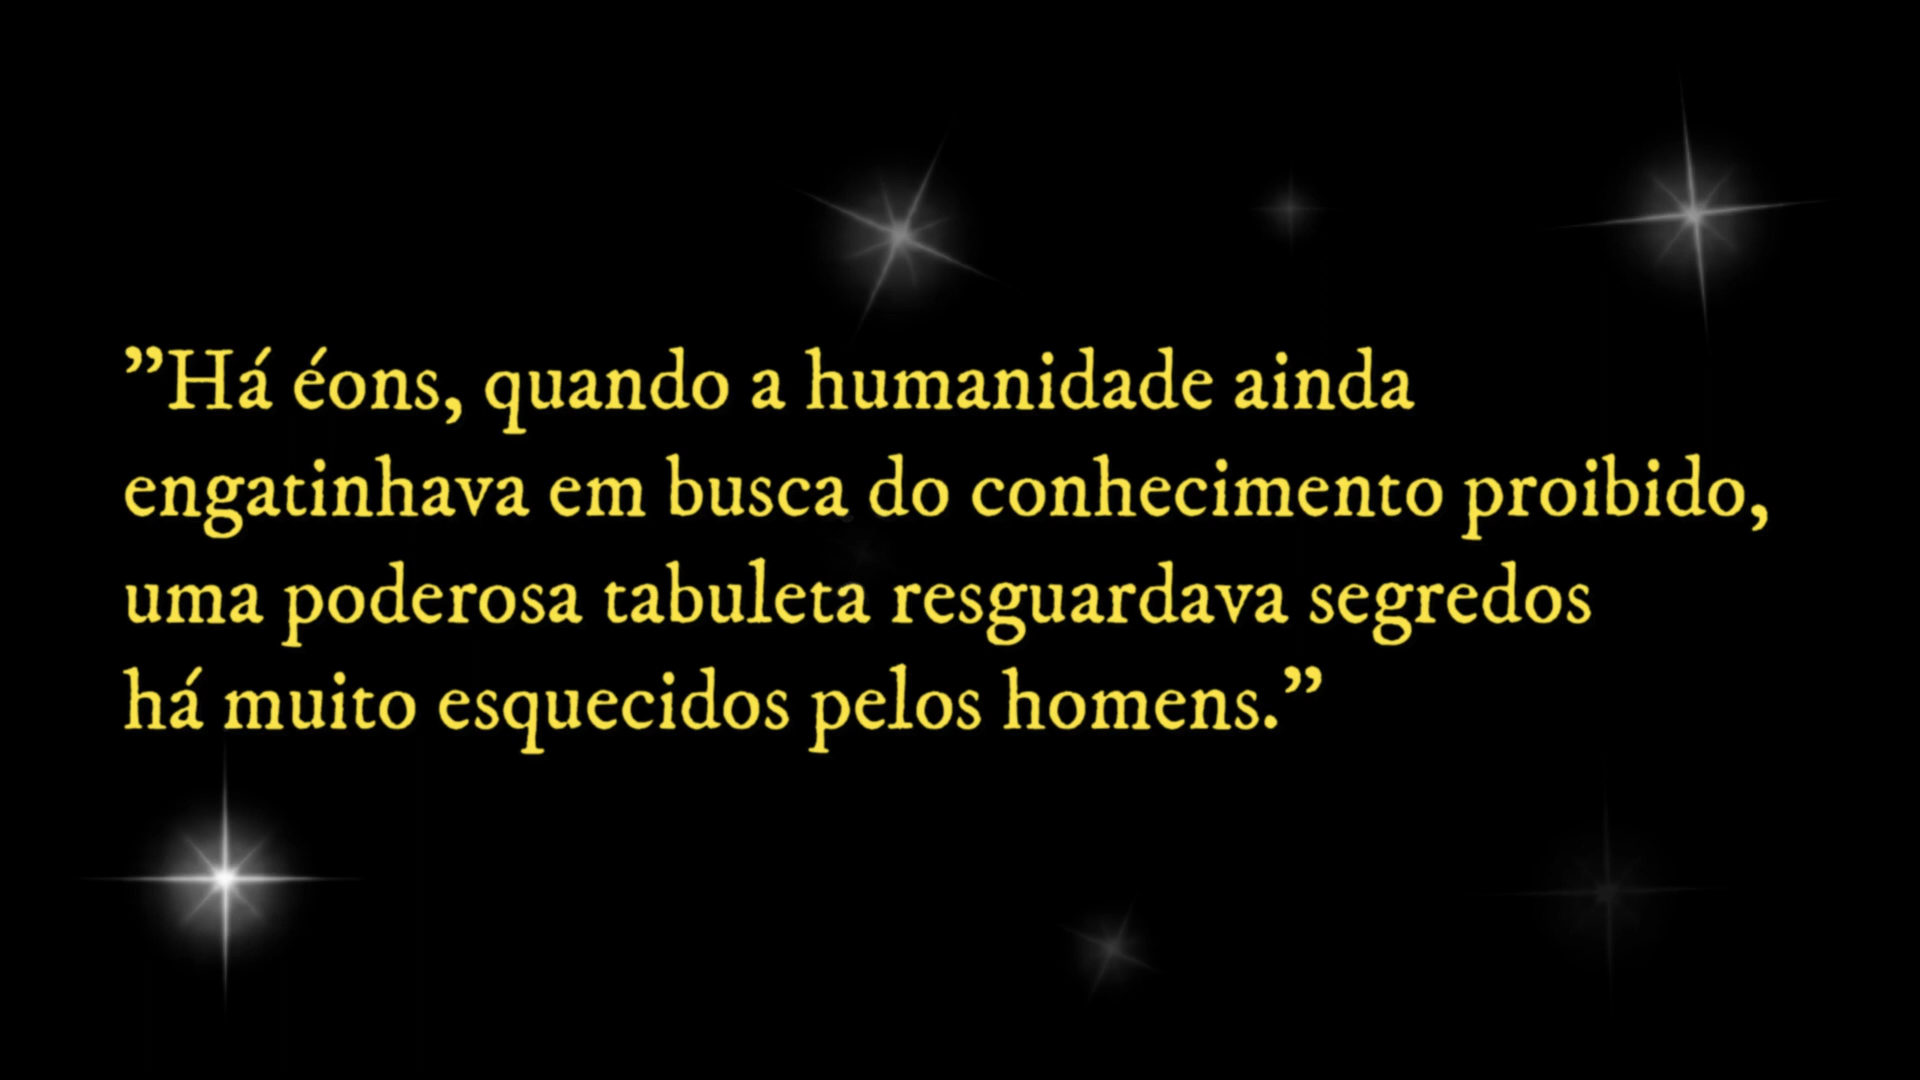 ”Há éons, quando a humanidade ainda
engatinhava em busca do conhecimento proibido,
uma poderosa tabuleta resguardava segredos
há muito esquecidos pelos homens.”